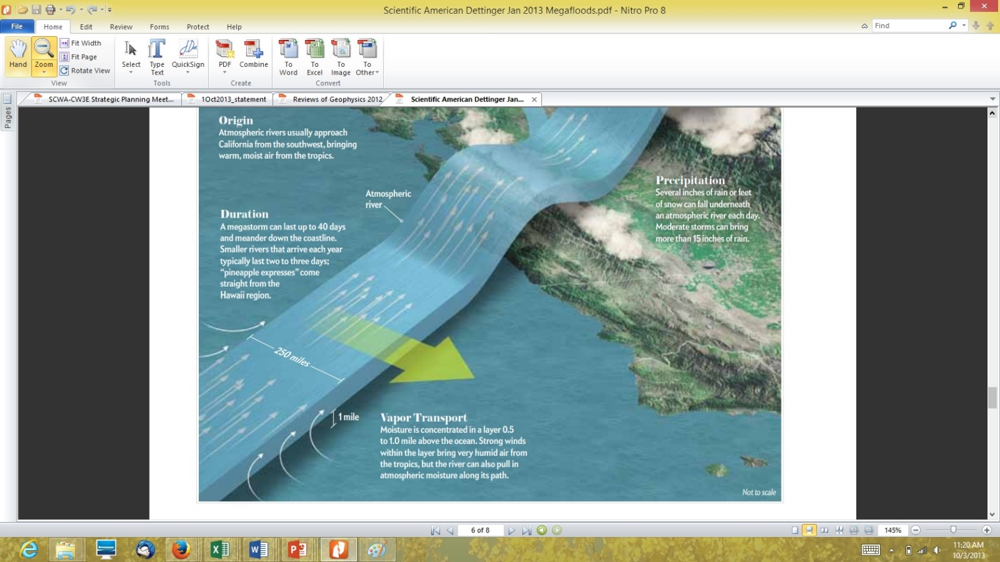 Scientific American Dettinger Jan 2013 Megafloods.pdf - Nitro Pro 8
File Home Edit Review Forms Protect Help
Find
Hand
Zoom
Fit Width
Fit Page
Rotate View
View
Select
Type
Text
QuickSign
Tools
PDF
Combine
Create
To
Word
To
Excel
To
Image
To
Other
Convert
SCWA-CW3E Strategic Planning Meet...
1Oct2013_statement
Reviews of Geophysics 2012
Scientific American Dettinger Jan...
Pages
Origin
Atmospheric rivers usually approach
California from the southwest, bringing
warm, moist air from the tropics.
Atmospheric
river
Duration
A megastorm can last up to 40 days
and meander down the coastline.
Smaller rivers that arrive each year
typically last two to three days;
“pineapple expresses” come
straight from the
Hawaii region.
Precipitation
Several inches of rain or feet
of snow can fall underneath
an atmospheric river each day.
Moderate storms can bring
more than 15 inches of rain.
250 miles
1 mile
Vapor Transport
Moisture is concentrated in a layer 0.5
to 1.0 mile above the ocean. Strong winds
within the layer bring very humid air from
the tropics, but the river can also pull in
atmospheric moisture along its path.
Not to scale
6 of 8
145%
lenovo
11:20 AM
10/3/2013